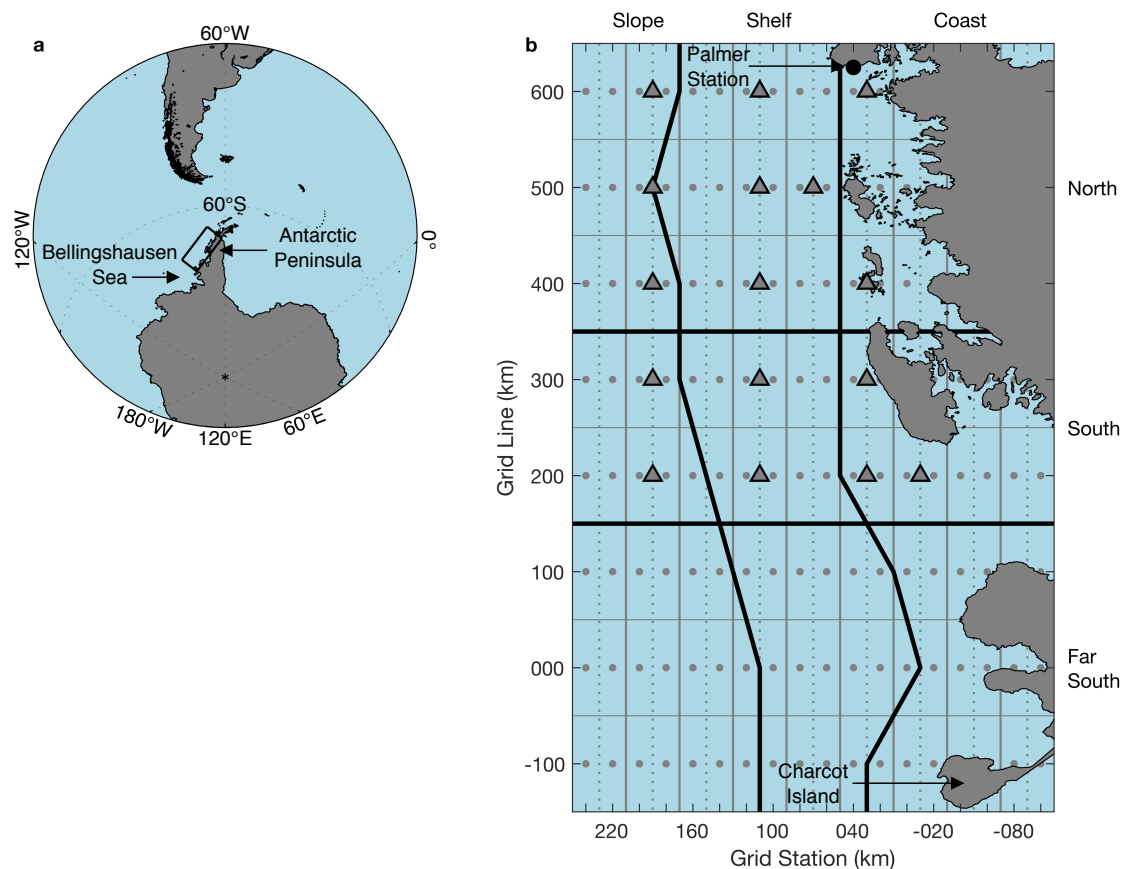 a
60°W
60°S
120°W
0°
Bellingshausen
Sea
Antarctic
Peninsula
180°W
120°E
60°E
b
Slope
Shelf
Coast
Palmer
Station
600
500
400
300
200
100
000
-100
Grid Line (km)
North
South
Far
South
Charcot
Island
220
160
100
040
-020
-080
Grid Station (km)